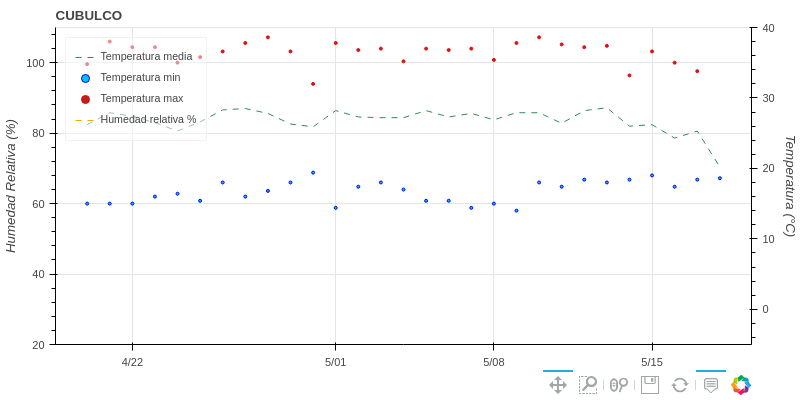 CUBULCO
Temperatura media
Temperatura min
Temperatura max
Humedad relativa %
Humedad Relativa (%)
100
80
60
40
20
40
30
20
10
0
Temperatura (°C)
4/22
5/01
5/08
5/15